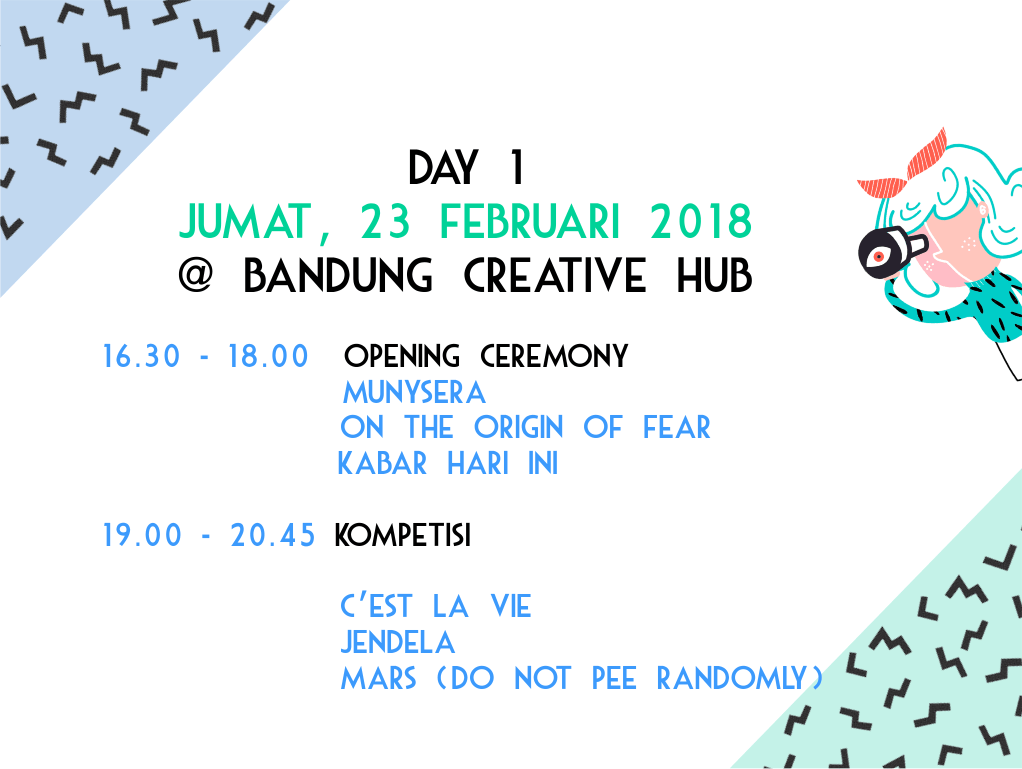 DAY 1
JUMAT, 23 FEBRUARI 2018
@ BANDUNG CREATIVE HUB
16.30 - 18.00 OPENING CEREMONY
MUNYSERA
ON THE ORIGIN OF FEAR
KABAR HARI INI
19.00 - 20.45 KOMPETISI
C'EST LA VIE
JENDELA
MARS (DO NOT PEE RANDOMLY)